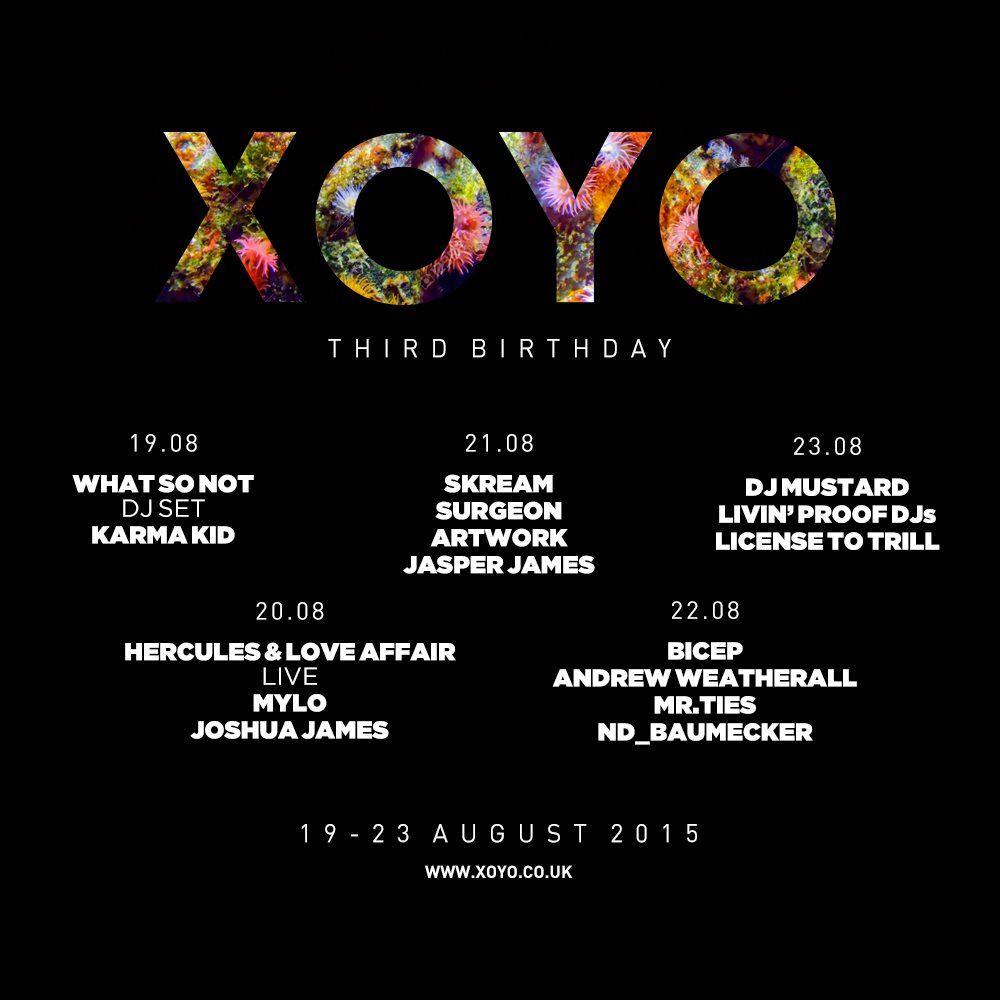 XOYO
THIRD BIRTHDAY
19.08
WHAT SO NOT
DJ SET
KARMA KID
21.08
SKREAM
SURGEON
ARTWORK
JASPER JAMES
23.08
DJ MUSTARD
LIVIN' PROOF DJs
LICENSE TO TRILL
20.08
HERCULES & LOVE AFFAIR
LIVE
MYLO
JOSHUA JAMES
22.08
BICEP
ANDREW WEATHERALL
MR.TIES
ND_BAUMECKER
19-23 AUGUST 2015
WWW.XOYO.CO.UK